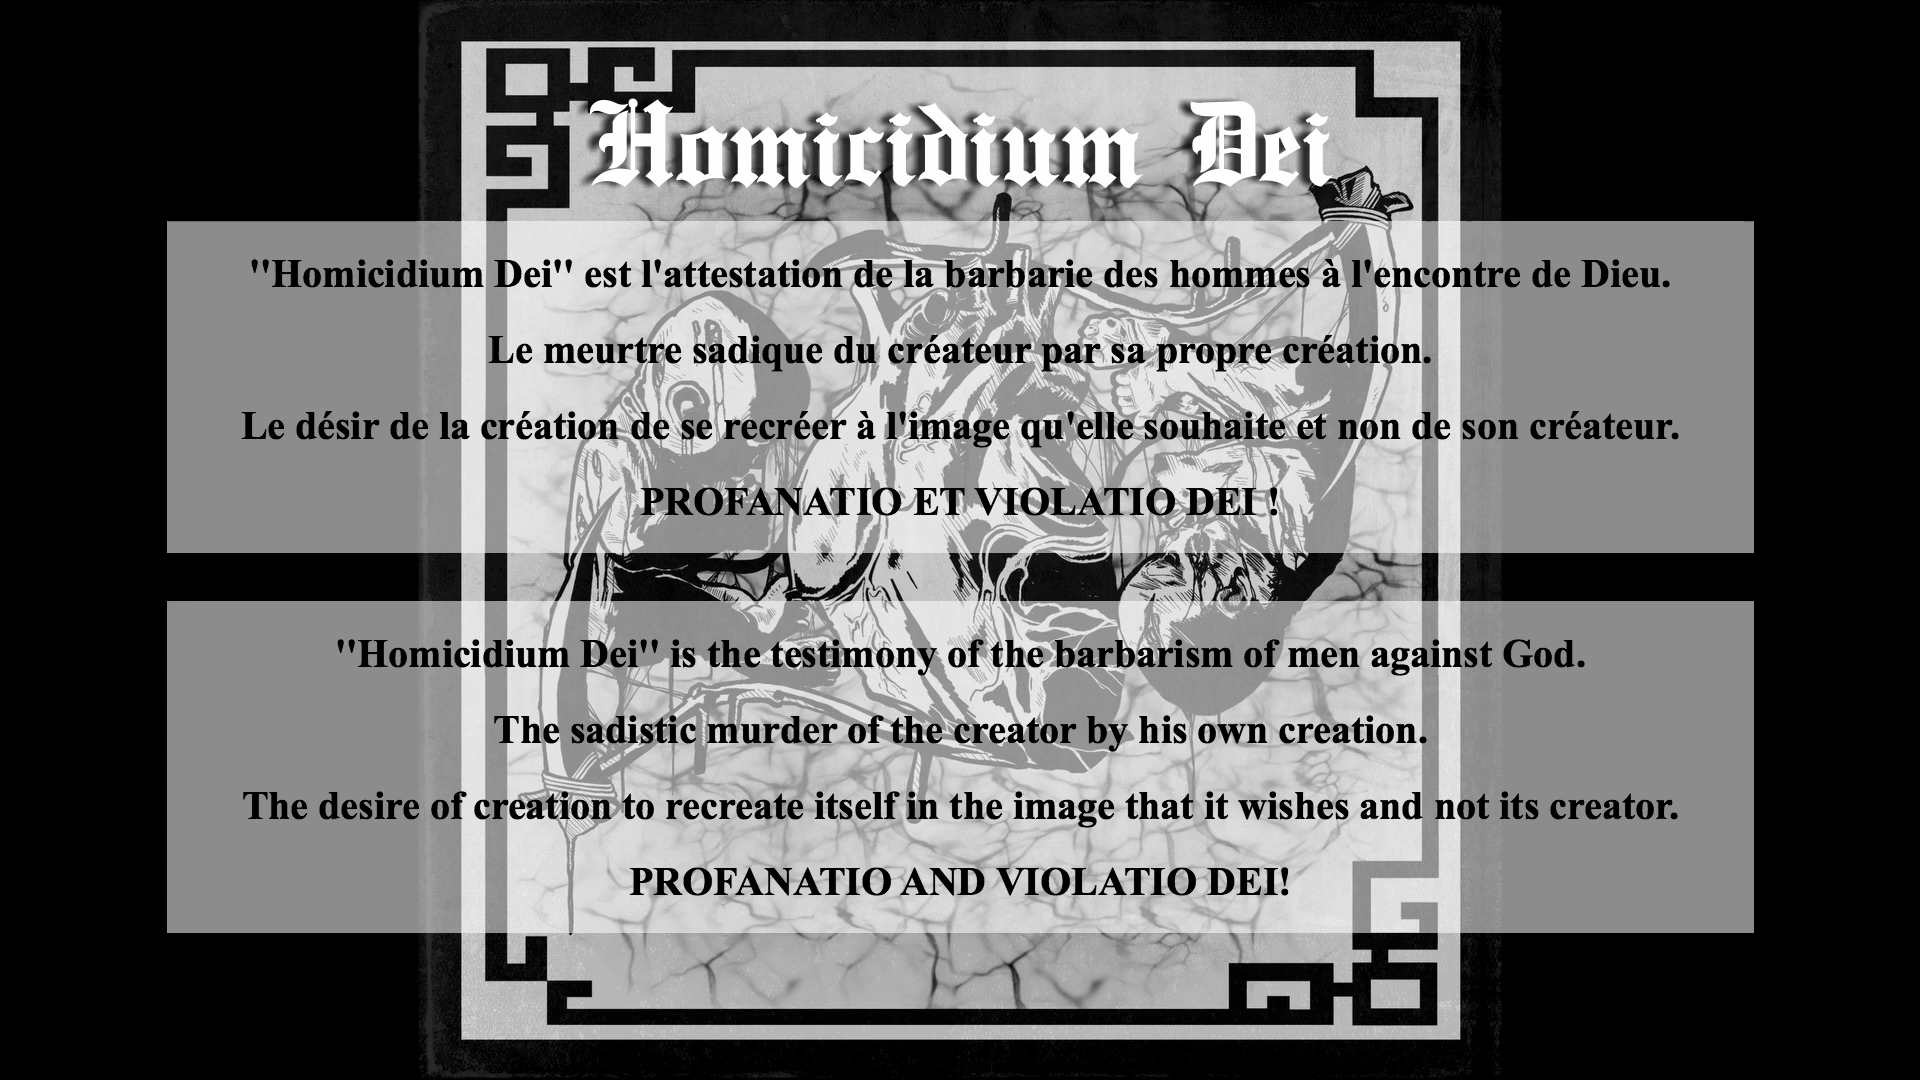 Homicidium Dei
"Homicidium Dei" est l'attestation de la barbarie des hommes à l'encontre de Dieu.
Le meurtre sadique du créateur par sa propre création.
Le désir de la création de se recréer à l'image qu'elle souhaite et non de son créateur.
PROFANATIO ET VIOLATIO DEI !
"Homicidium Dei" is the testimony of the barbarism of men against God.
The sadistic murder of the creator by his own creation.
The desire of creation to recreate itself in the image that it wishes and not its creator.
PROFANATIO AND VIOLATIO DEI!